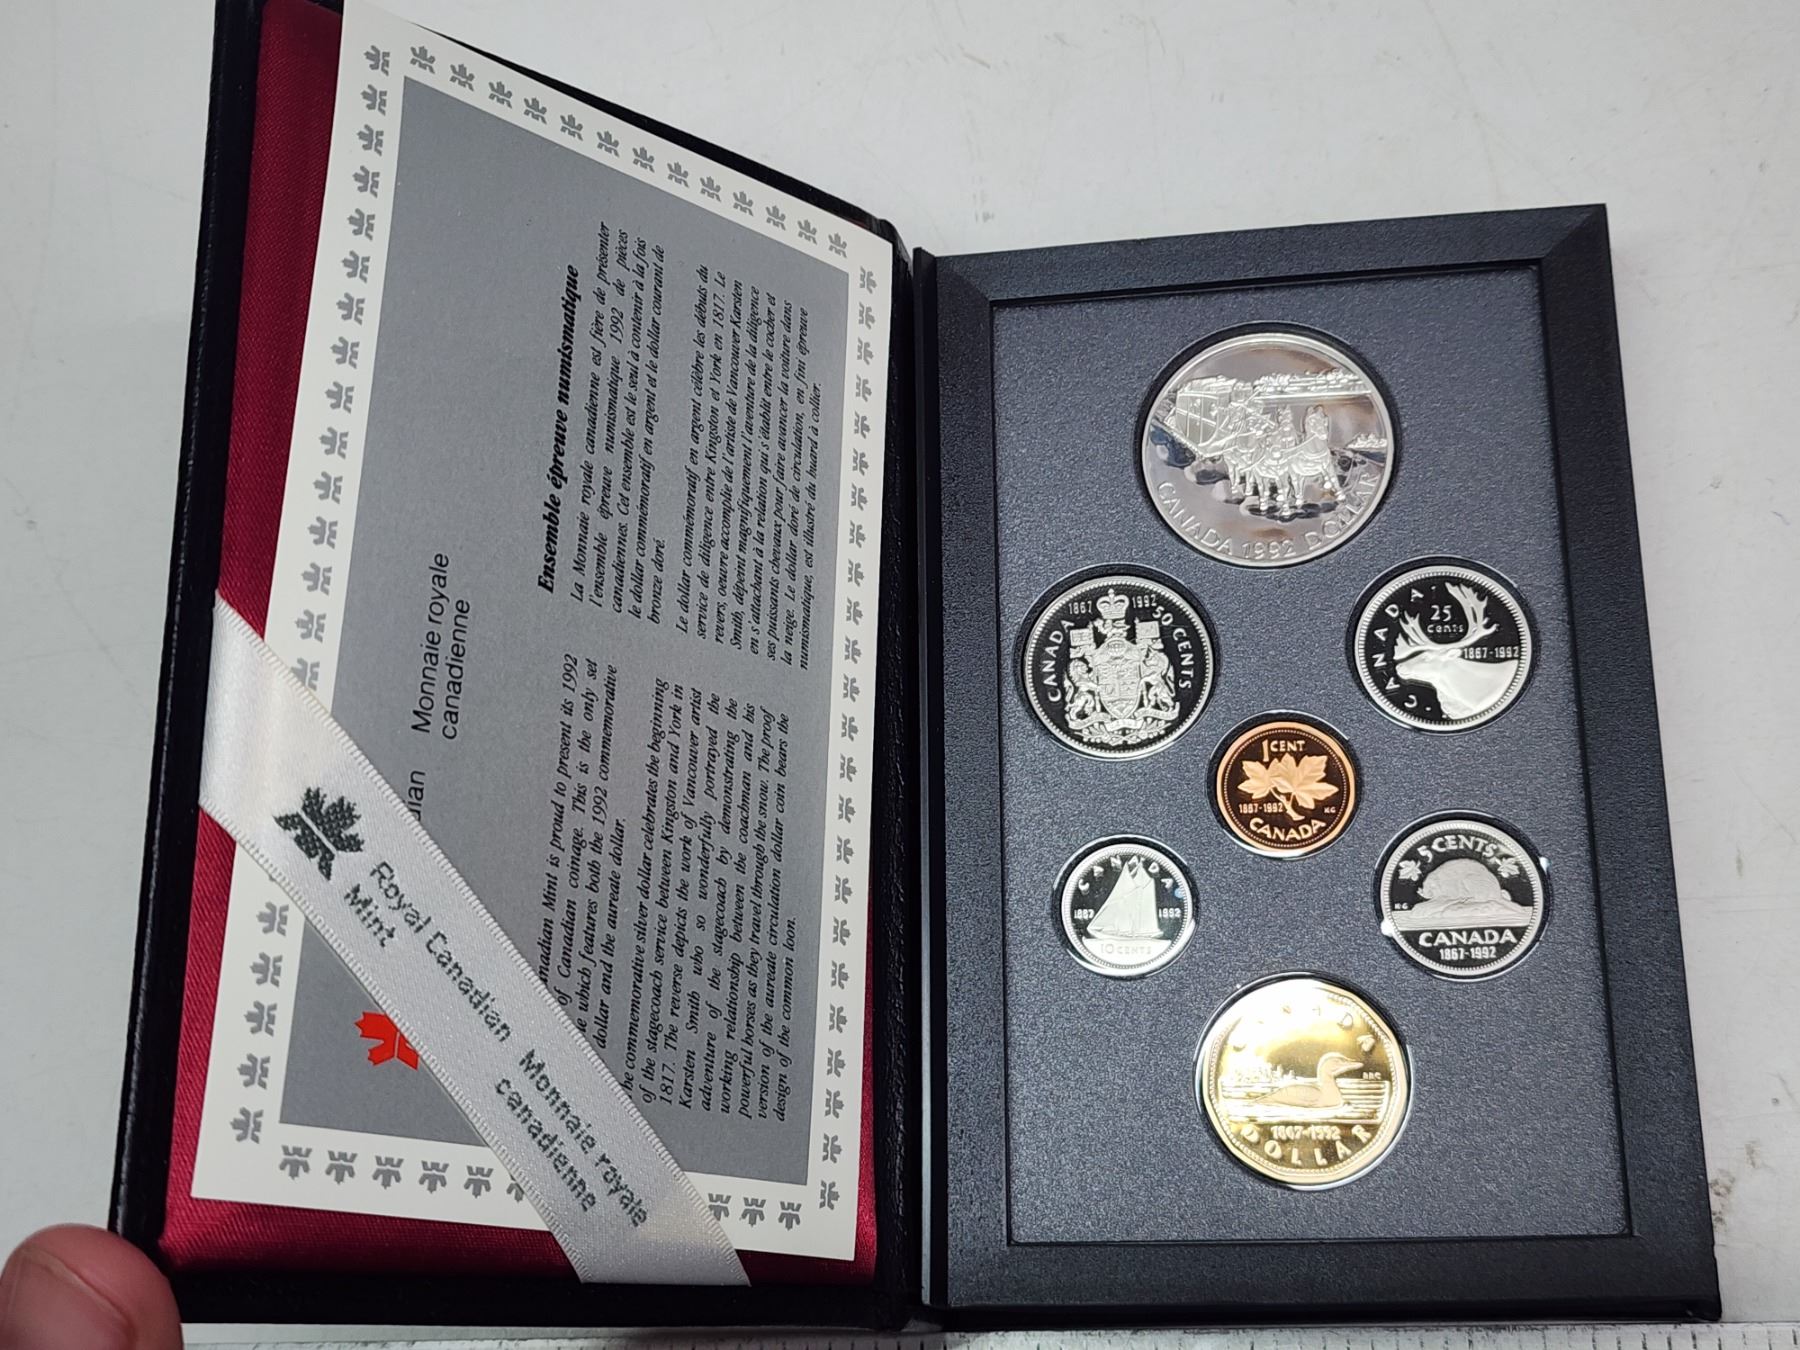 Monnaie royale
canadienne
Ensemble épreuve numismatique
La Monnaie royale canadienne est fière de présenter
l'ensemble épreuve numismatique 1992 de pièces
canadiennes. Cet ensemble est le seul à contenir à la fois
le dollar commémoratif en argent et le dollar courant de
bronze doré.
Le dollar commémoratif en argent célèbre les débuts du
service de diligence entre Kingston et York en 1817. Le
revers, oeuvre accomplie de l'artiste de Vancouver Karsten
Smith, dépeint magnifiquement l'aventure de la diligence
en s'attachant à la relation qui s'établit entre le cocher et
ses puissants chevaux pour faire avancer la voiture dans
la neige. Le dollar doré de circulation, en fini épreuve
numismatique, est illustré du huard à collier.
Mint is proud to present its 1992
of Canadian coinage. This is the only set
which features both the 1992 commemorative
dollar and the aureate dollar.
commemorative silver dollar celebrates the beginning
of the stagecoach service between Kingston and York in
1817. The reverse depicts the work of Vancouver artist
Karsten Smith who so wonderfully portrayed the
adventure of the stagecoach by demonstrating the
working relationship between the coachman and his
powerful horses as they travel through the snow. The proof
version of the aureate circulation dollar coin bears the
design of the common loon.
Royal Canadian
Mint
Monnaie royale
canadienne
CANADA 1992 DOLLAR
CANADA
1867 1992
50 CENTS
CANADA
25
cents
1867-1992
1 CENT
1867-1992
KG
CANADA
CANADA
1867 1992
10 CENTS
5 CENTS
KG
CANADA
1867-1992
CANADA
RRC
1867-1992
DOLLAR